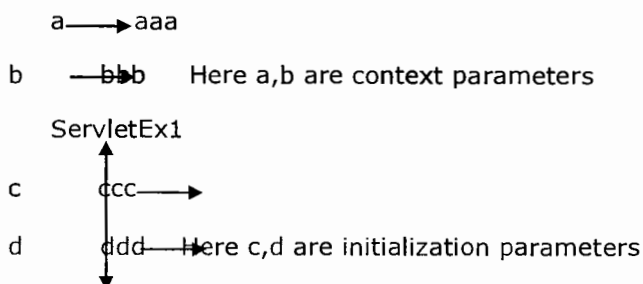 a aaa
b bbb Here a,b are context parameters
ServletEx1
c ccc
d ddd Here c,d are initialization parameters